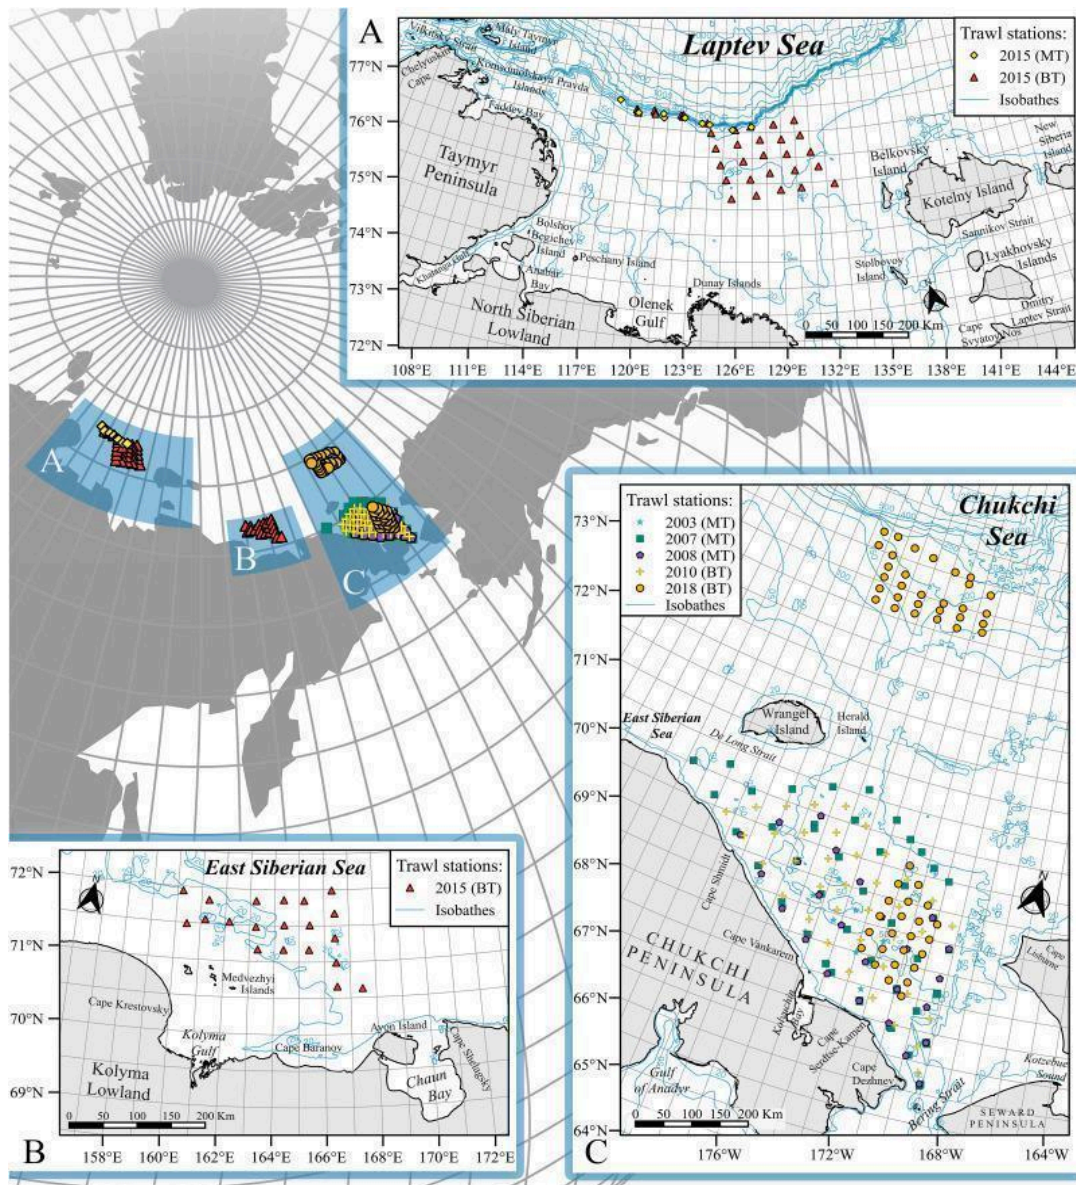 A
Laptev Sea
Trawl stations:
2015 (MT)
2015 (BT)
Isobathes
77°N
76°N
75°N
74°N
73°N
72°N
108°E
111°E
114°E
117°E
120°E
123°E
126°E
129°E
132°E
135°E
138°E
141°E
144°E
Vilkitsky Strait
Maly Taymyr
Island
Chelyuskin
Cape
Komsomolskaya Pravda
Islands
Faddey Bay
Taymyr
Peninsula
Bolshoy
Begichev
Island
Peschany Island
Khatanga Gulf
Anabar
Bay
North Siberian
Lowland
Olenek
Gulf
Dunay Islands
Belkovsky
Island
New
Siberia
Island
Kotelny Island
Sannikov Strait
Stolbovoy
Island
Lyakhovsky
Islands
Dmitry
Laptev Strait
Cape
Svyatoy Nos
0 50 100 150 200 Km
A
B
C
East Siberian Sea
Trawl stations:
2015 (BT)
Isobathes
72°N
71°N
70°N
69°N
158°E
160°E
162°E
164°E
166°E
168°E
170°E
172°E
N
Medvezhyi
Islands
Cape Krestovsky
Kolyma
Gulf
Cape Baranov
Ayon Island
Cape Shelagsky
Chaun
Bay
Kolyma
Lowland
0 50 100 150 200 Km
B
Chukchi
Sea
Trawl stations:
2003 (MT)
2007 (MT)
2008 (MT)
2010 (BT)
2018 (BT)
Isobathes
73°N
72°N
71°N
70°N
69°N
68°N
67°N
66°N
65°N
64°N
176°W
172°W
168°W
164°W
East Siberian
Sea
De Long Strait
Wrangel
Island
Herald
Island
Cape Shmidt
Cape Vankarem
CHUKCHI
PENINSULA
Kolyuchin
Bay
Cape
Serdtse-Kamen
Cape
Dezhnev
Gulf
of Anadyr
Bering Strait
Cape
Lisburne
Kotzebue
Sound
SEWARD
PENINSULA
0 50 100 150 200 Km
C